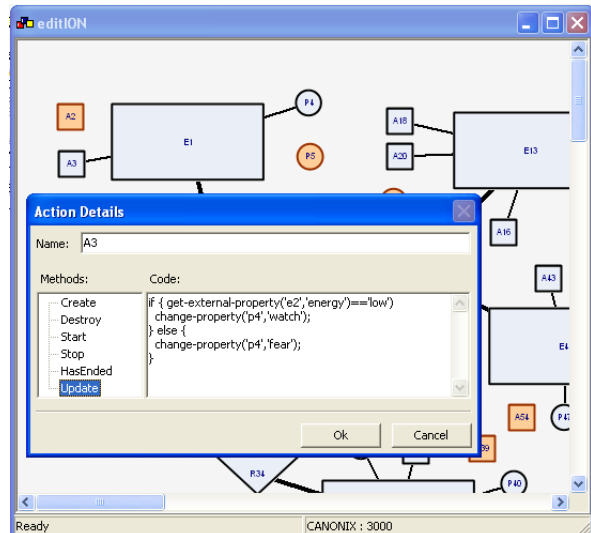 editION
A2
P4
E1
A3
P5
A18
A20
E13
A16
A43
Action Details
Name: A3
Methods:
Code:
Create
Destroy
Start
Stop
HasEnded
Update
if { get-external-property('e2','energy')=='low')
change-property('p4','watch');
} else {
change-property('p4','fear');
}
Ok
Cancel
A54
P47
R34
P40
Ready
CANONIX : 3000